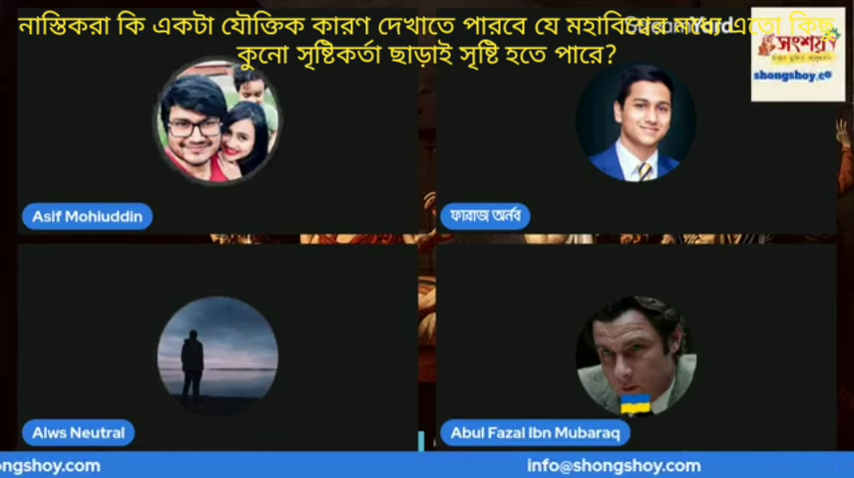 নাস্তিকরা কি একটা যৌক্তিক কারণ দেখাতে পারবে যে মহাবিশ্বের মধ্যে এতো কিছু
কুনো সৃষ্টিকর্তা ছাড়াই সৃষ্টি হতে পারে?
সংশয়
shongshoy.co
Asif Mohiuddin
ফারাজ অর্নব
Alws Neutral
Abul Fazal Ibn Mubaraq
ongshoy.com
info@shongshoy.com